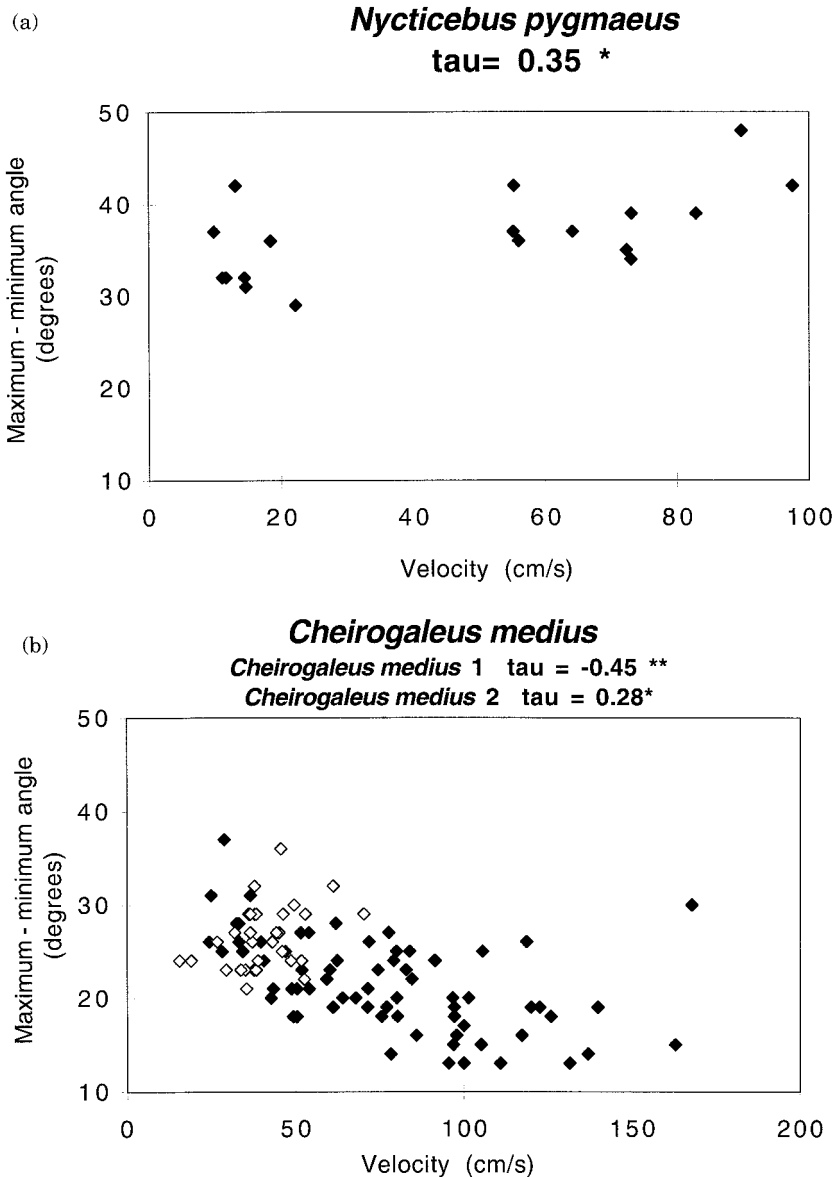 (a)
Nycticebus pygmaeus
tau= 0.35 *
50
40
30
20
10
Maximum - minimum angle
(degrees)
0 20 40 60 80 100
Velocity (cm/s)
(b)
Cheirogaleus medius
Cheirogaleus medius 1 tau = -0.45 **
Cheirogaleus medius 2 tau = 0.28*
50
40
30
20
10
Maximum - minimum angle
(degrees)
0 50 100 150 200
Velocity (cm/s)